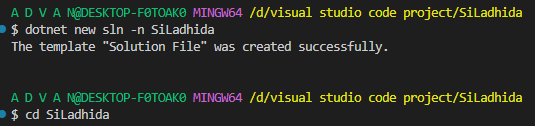 A D V A N@DESKTOP-F0TOAK0 MINGW64 /d/visual studio code project/SiLadhida
$ dotnet new sln -n SiLadhida
The template "Solution File" was created successfully.
A D V A N@DESKTOP-F0TOAK0 MINGW64 /d/visual studio code project/SiLadhida
$ cd SiLadhida